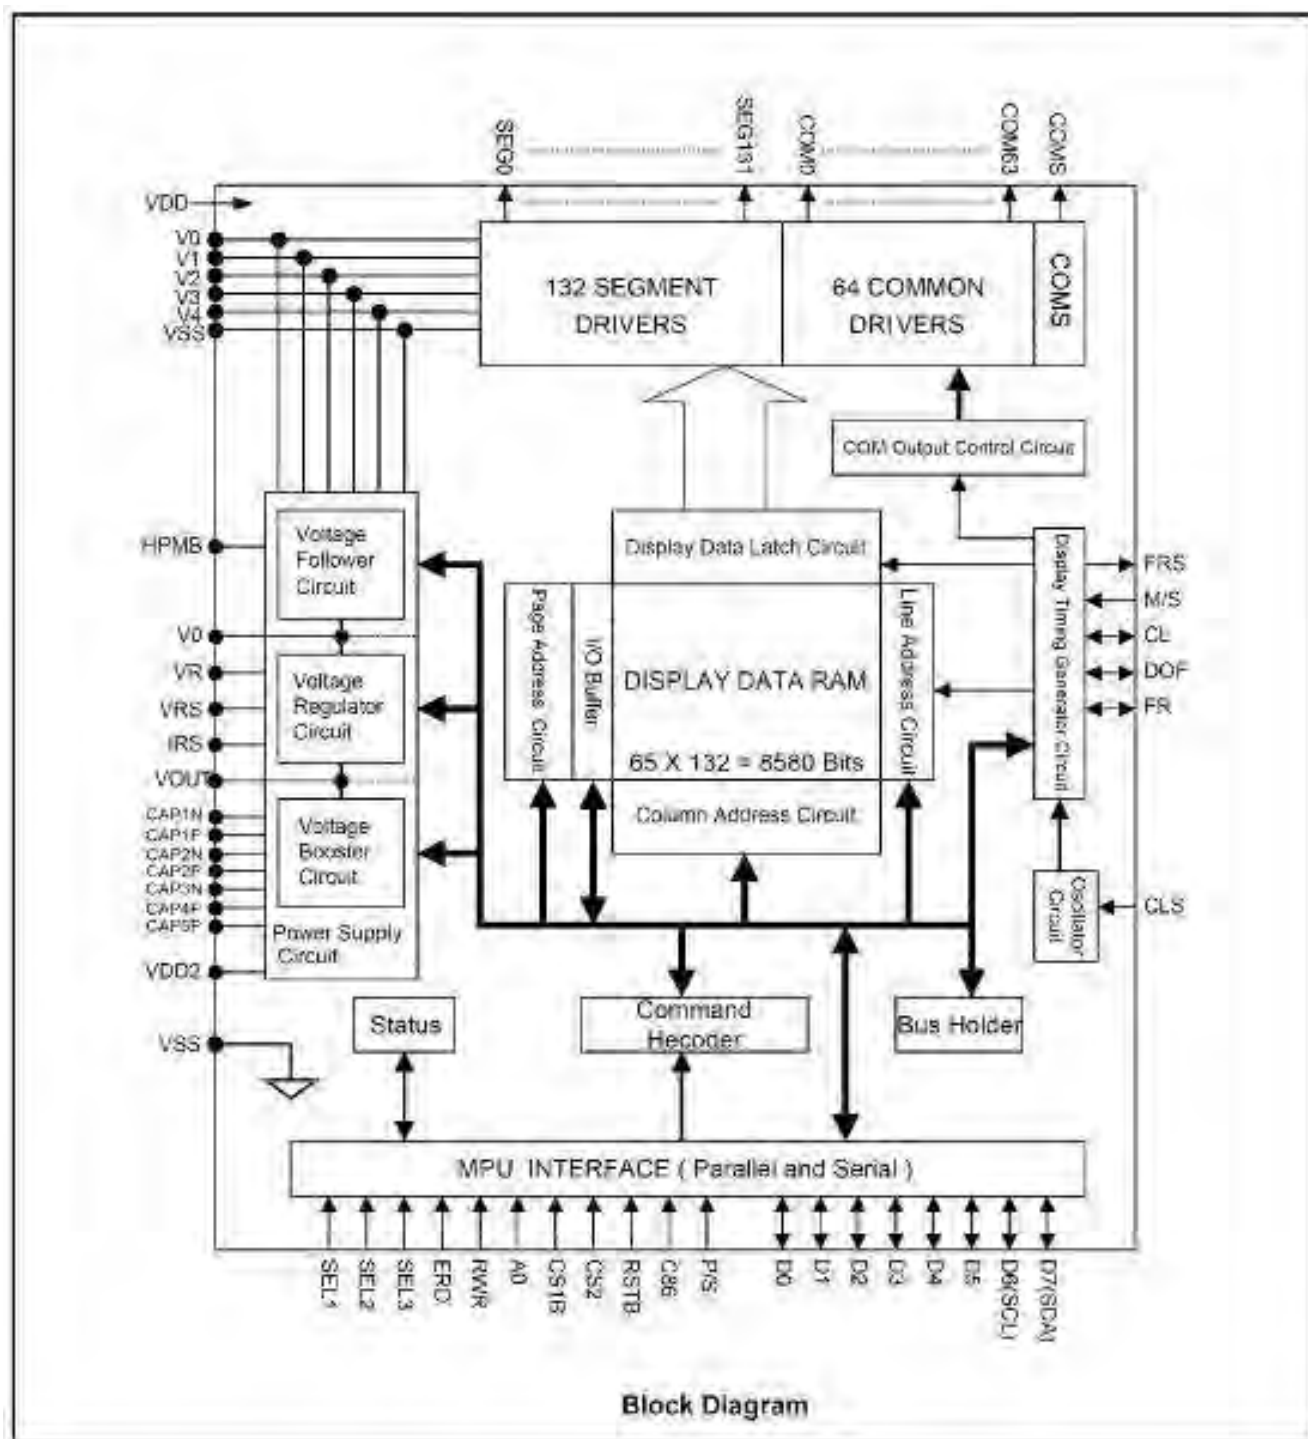 SEG0
SEG131
COM0
COM63
COMS
VDD
V0
V1
V2
V3
V4
VSS
132 SEGMENT
DRIVERS
64 COMMON
DRIVERS
COMS
COM Output Control Circuit
HPMB
V0
VR
VRS
IRS
VOUT
CAP1N
CAP1P
CAP2N
CAP2P
CAP3N
CAP4P
CAP5P
VDD2
VSS
Voltage
Follower
Circuit
Voltage
Regulator
Circuit
Voltage
Booster
Circuit
Power Supply
Circuit
Display Data Latch Circuit
Page Address Circuit
I/O Buffer
DISPLAY DATA RAM
65 X 132 = 8580 Bits
Line Address Circuit
Column Address Circuit
Display Timing Generator Circuit
FRS
M/S
CL
DOF
FR
Oscillator
Circuit
CLS
Status
Command
Hecoder
Bus Holder
MPU INTERFACE ( Parallel and Serial )
SEL1
SEL2
SEL3
ERD
RWR
A0
CS1B
CS2
RSTB
C86
P/S
D0
D1
D2
D3
D4
D5
D6(SCL)
D7(SDA)
Block Diagram